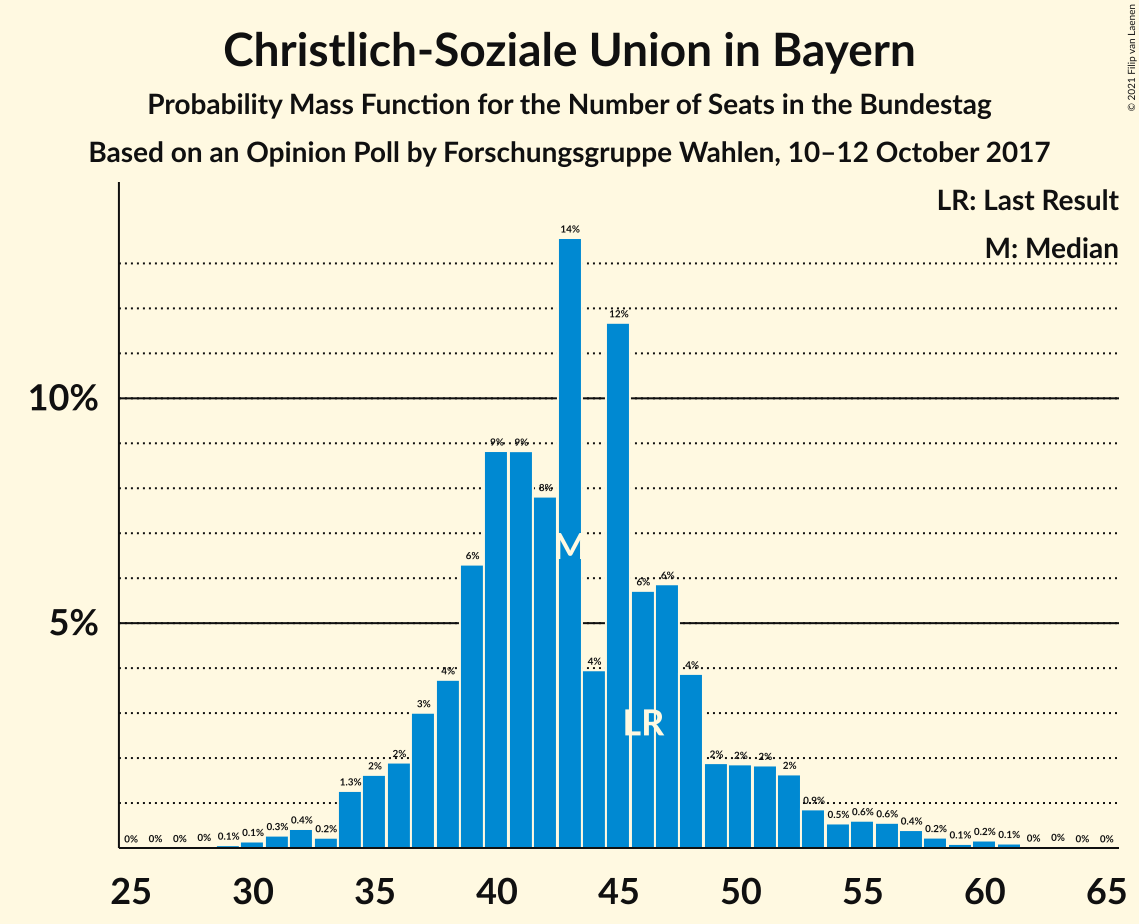 Christlich-Soziale Union in Bayern
Probability Mass Function for the Number of Seats in the Bundestag
Based on an Opinion Poll by Forschungsgruppe Wahlen, 10–12 October 2017
© 2021 Filip van Laenen
LR: Last Result
M: Median
10%
5%
0% 0% 0% 0% 0.1% 0.1% 0.3% 0.4% 0.2% 1.3% 2% 2% 3% 4% 6% 9% 9% 8% 14% 4% 12% 6% 6% 4% 2% 2% 2% 2% 0.9% 0.5% 0.6% 0.6% 0.4% 0.2% 0.1% 0.2% 0.1% 0% 0% 0% 0%
M
LR
25 30 35 40 45 50 55 60 65